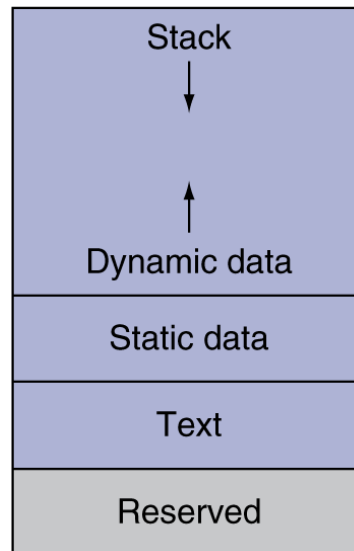 Stack
Dynamic data
Static data
Text
Reserved